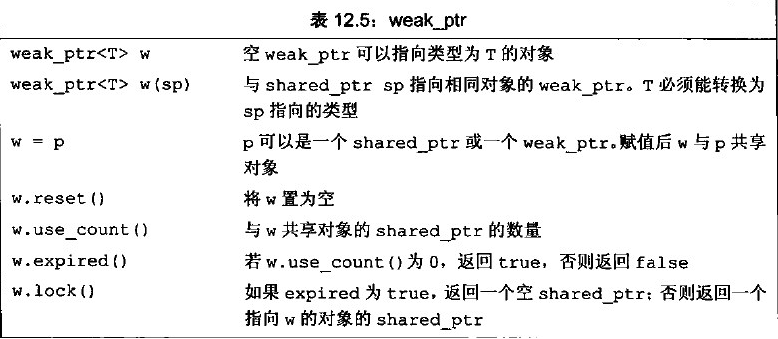 表 12.5：weak_ptr
weak_ptr<T> w 空 weak_ptr 可以指向类型为 T 的对象
weak_ptr<T> w(sp) 与 shared_ptr sp 指向相同对象的 weak_ptr。T 必须能转换为
sp 指向的类型
w = p p 可以是一个 shared_ptr 或一个 weak_ptr。赋值后 w 与 p 共享
对象
w.reset() 将 w 置为空
w.use_count() 与 w 共享对象的 shared_ptr 的数量
w.expired() 若 w.use_count()为 0，返回 true，否则返回 false
w.lock() 如果 expired 为 true，返回一个空 shared_ptr；否则返回一个
指向 w 的对象的 shared_ptr